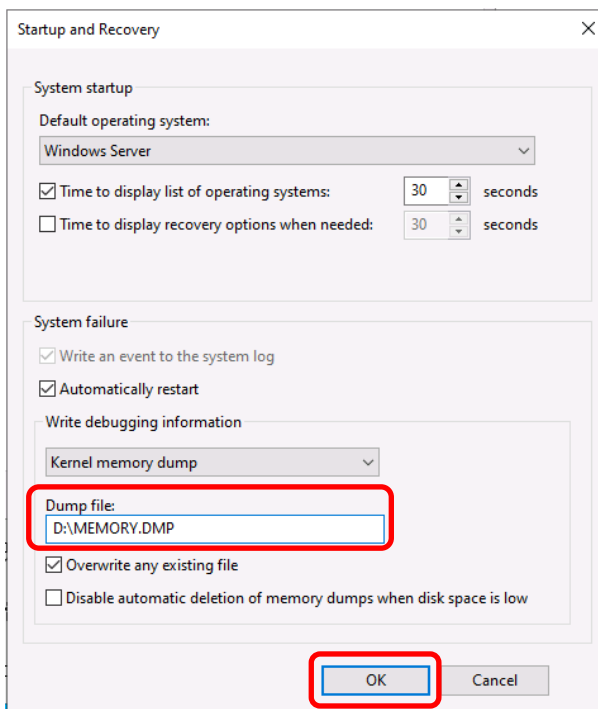 Startup and Recovery
System startup
Default operating system:
Windows Server
Time to display list of operating systems: 30 seconds
Time to display recovery options when needed: 30 seconds
System failure
Write an event to the system log
Automatically restart
Write debugging information
Kernel memory dump
Dump file:
D:\MEMORY.DMP
Overwrite any existing file
Disable automatic deletion of memory dumps when disk space is low
OK Cancel